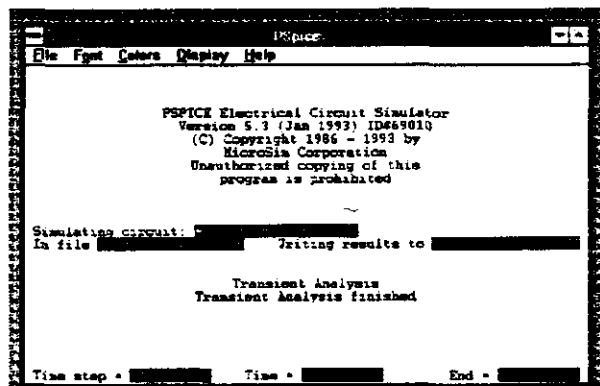 PSpice
File Font Colors Display Help
PSPICE Electrical Circuit Simulator
Version 5.3 (Jan 1993) ID#69010
(C) Copyright 1986 - 1993 by
MicroSim Corporation
Unauthorized copying of this
program is prohibited
Simulating circuit:
In file Writing results to
Transient Analysis
Transient Analysis finished
Time step = Time = End =